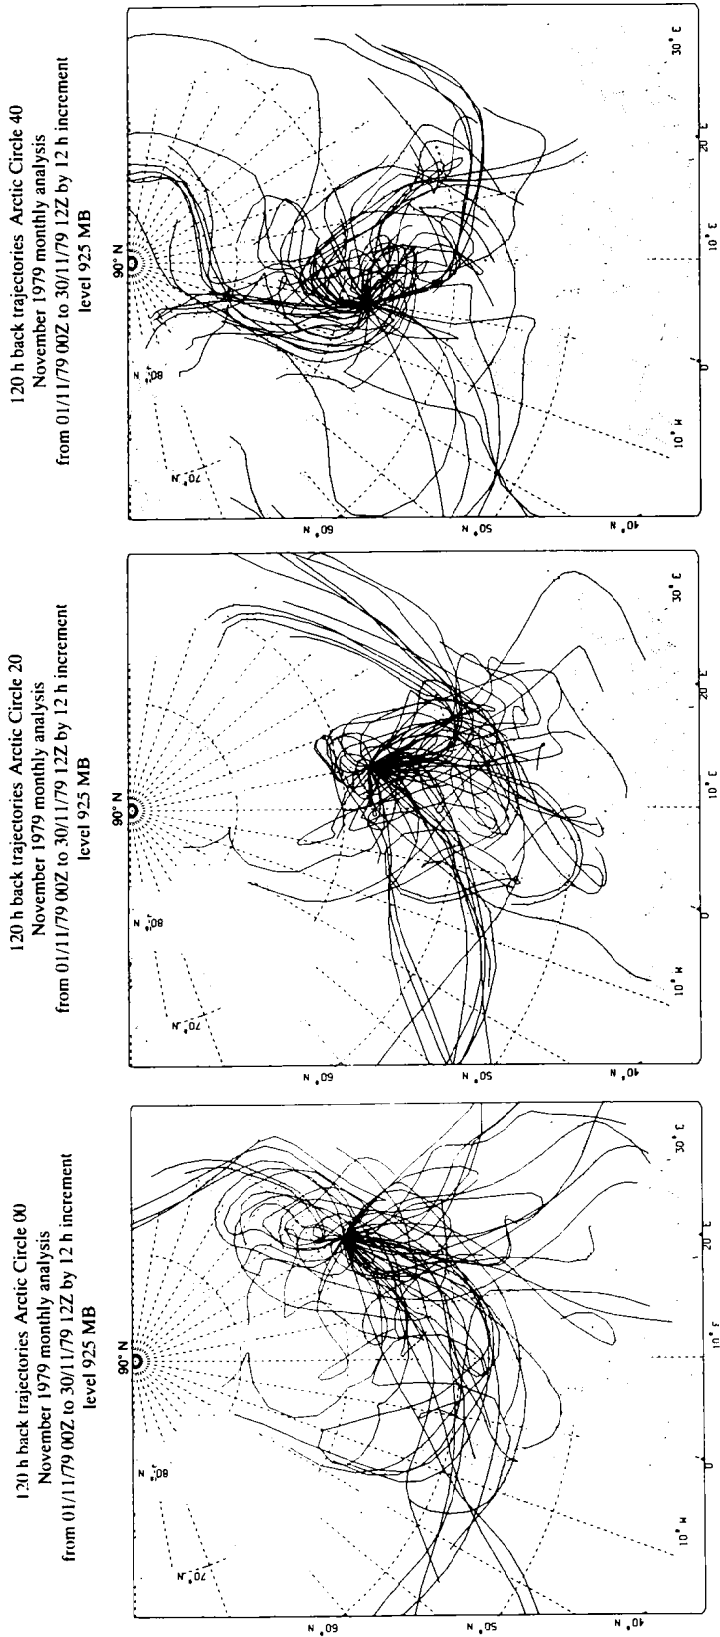 120 h back trajectories Arctic Circle 40
November 1979 monthly analysis
from 01/11/79 00Z to 30/11/79 12Z by 12 h increment
level 925 MB
90° N
80° N
70° N
60° N
50° N
40° N
10° W
0
10° E
20° E
30° E
120 h back trajectories Arctic Circle 20
November 1979 monthly analysis
from 01/11/79 00Z to 30/11/79 12Z by 12 h increment
level 925 MB
90° N
80° N
70° N
60° N
50° N
40° N
10° W
0
10° E
20° E
30° E
120 h back trajectories Arctic Circle 00
November 1979 monthly analysis
from 01/11/79 00Z to 30/11/79 12Z by 12 h increment
level 925 MB
90° N
80° N
70° N
60° N
50° N
40° N
10° W
0
10° E
20° E
30° E